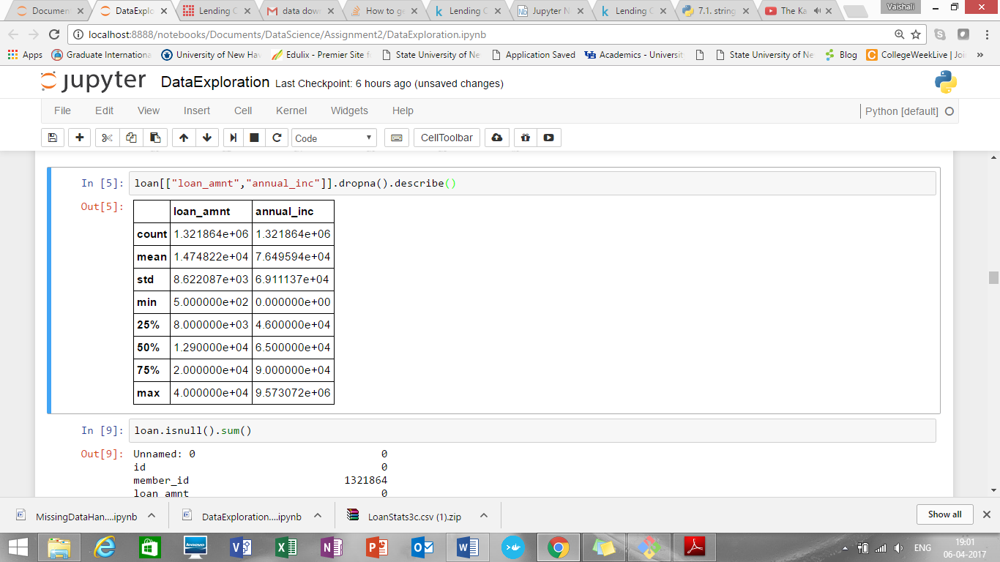 Documen
DataExplo
Lending C
data dow
How to ge
Lending C
Jupyter N
Lending C
7.1. string
The Ka
Vaishali
localhost:8888/notebooks/Documents/DataScience/Assignment2/DataExploration.ipynb
Apps
Graduate Internationa
University of New Hav
Edulix - Premier Site f
State University of Ne
Application Saved
Academics - Universit
State University of Ne
Blog
CollegeWeekLive | Joi
»
jupyter DataExploration Last Checkpoint: 6 hours ago (unsaved changes)
File Edit View Insert Cell Kernel Widgets Help Python [default]
Code CellToolbar
In [5]: loan[["loan_amnt","annual_inc"]].dropna().describe()
Out[5]:
loan_amnt annual_inc
count 1.321864e+06 1.321864e+06
mean 1.474822e+04 7.649594e+04
std 8.622087e+03 6.911137e+04
min 5.000000e+02 0.000000e+00
25% 8.000000e+03 4.600000e+04
50% 1.290000e+04 6.500000e+04
75% 2.000000e+04 9.000000e+04
max 4.000000e+04 9.573072e+06
In [9]: loan.isnull().sum()
Out[9]: Unnamed: 0 0
id 0
member_id 1321864
loan_amnt 0
MissingDataHan....ipynb
DataExploration....ipynb
LoanStats3c.csv (1).zip
Show all
lenovo
ENG
19:01
06-04-2017